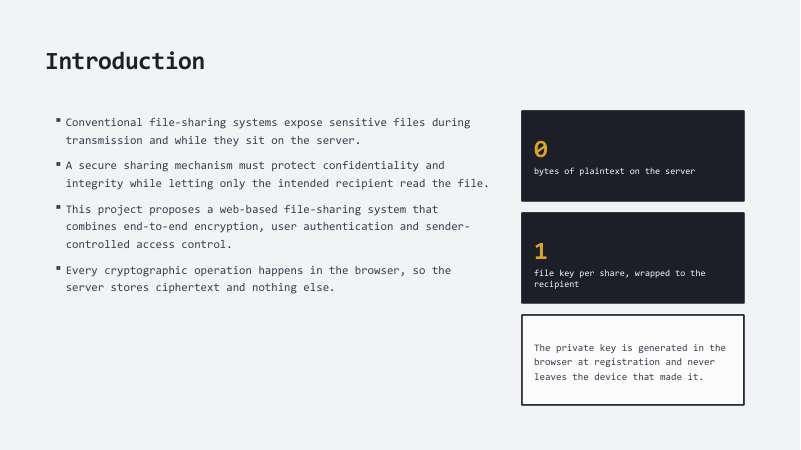 Introduction
▪ Conventional file-sharing systems expose sensitive files during
transmission and while they sit on the server.
▪ A secure sharing mechanism must protect confidentiality and
integrity while letting only the intended recipient read the file.
▪ This project proposes a web-based file-sharing system that
combines end-to-end encryption, user authentication and sender-
controlled access control.
▪ Every cryptographic operation happens in the browser, so the
server stores ciphertext and nothing else.
0
bytes of plaintext on the server
1
file key per share, wrapped to the
recipient
The private key is generated in the
browser at registration and never
leaves the device that made it.